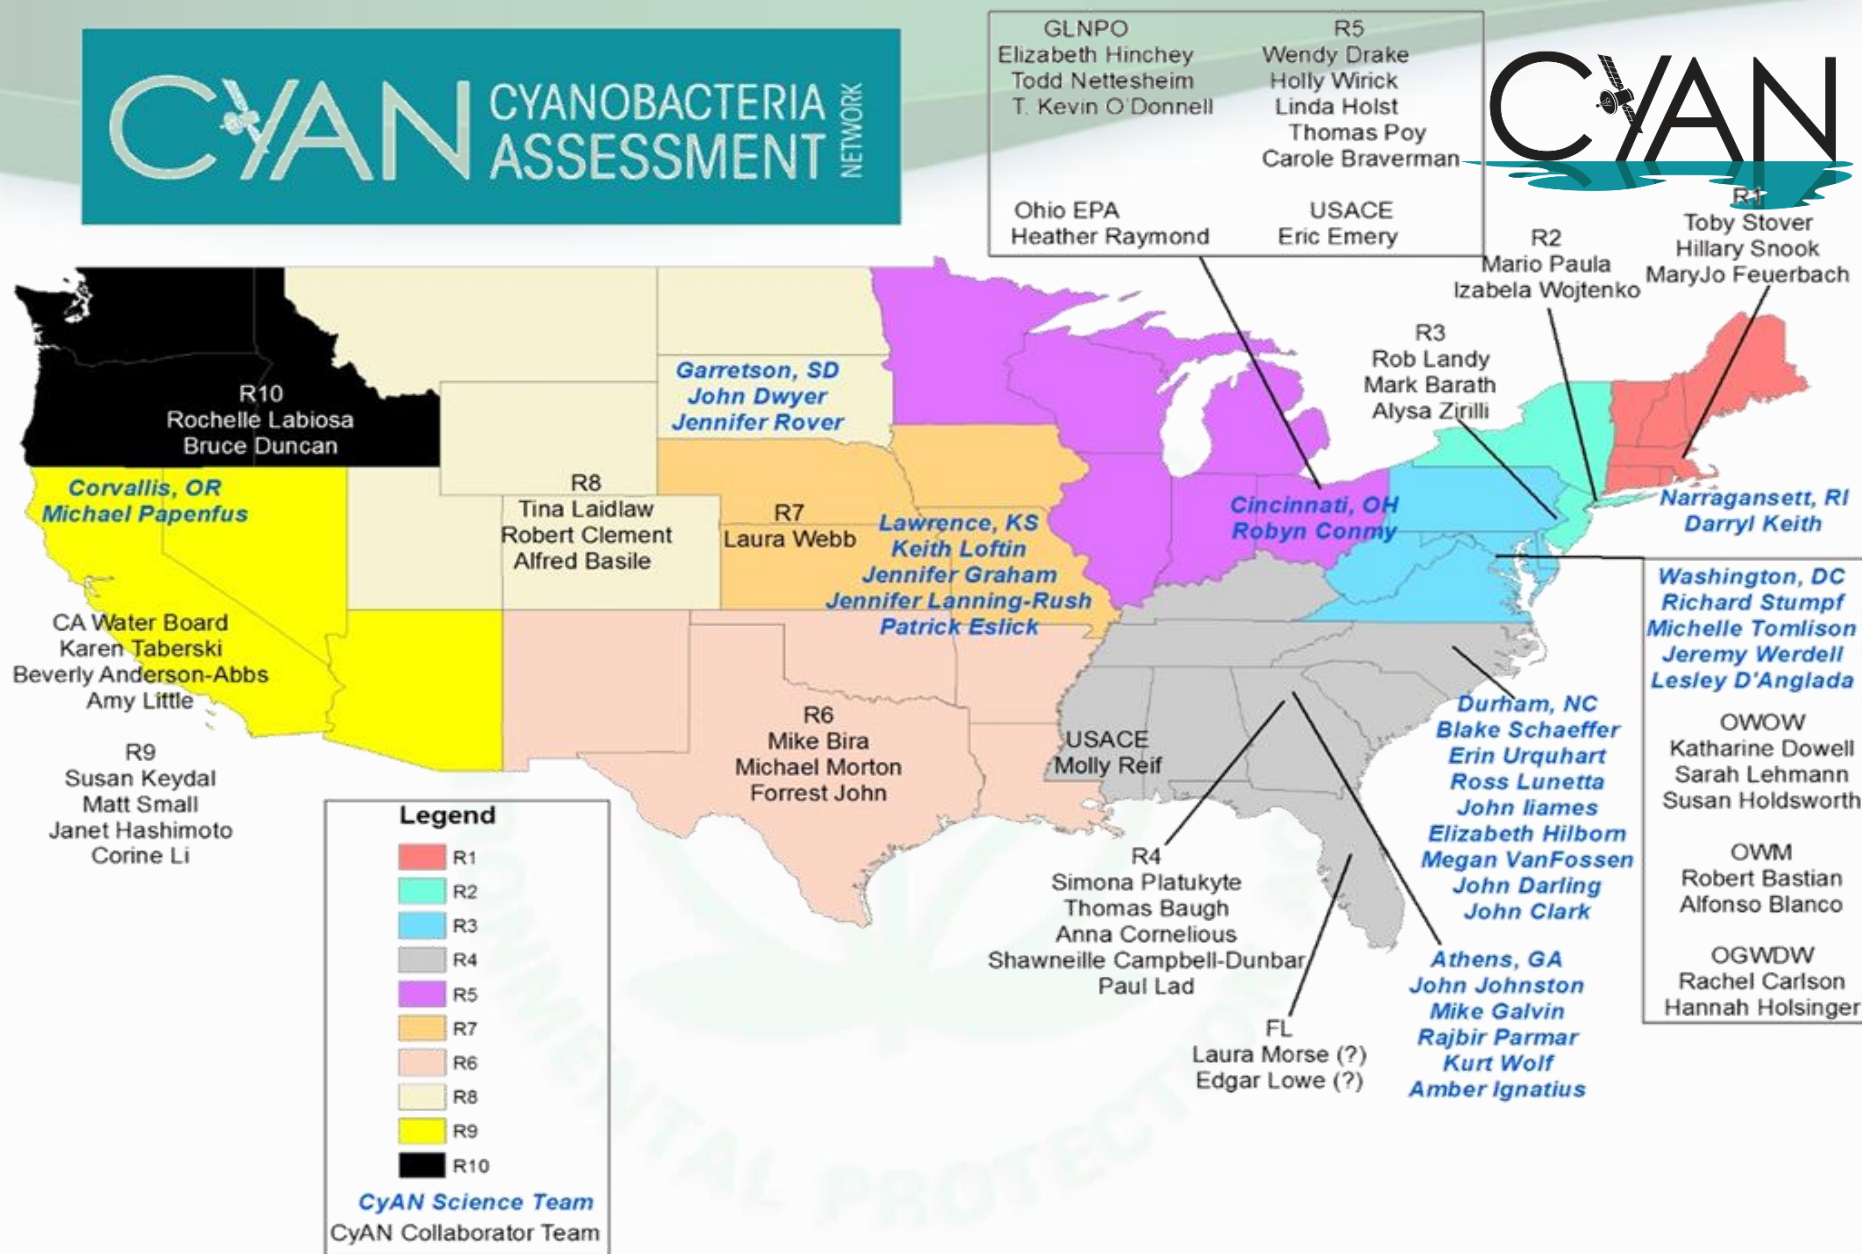 CYAN CYANOBACTERIA
ASSESSMENT
NETWORK
GLNPO
Elizabeth Hinchey
Todd Nettesheim
T. Kevin O'Donnell
R5
Wendy Drake
Holly Wirick
Linda Holst
Thomas Poy
Carole Braverman
Ohio EPA
Heather Raymond
USACE
Eric Emery
CYAN
R1
Toby Stover
Hillary Snook
MaryJo Feuerbach
R2
Mario Paula
Izabela Wojtenko
R3
Rob Landy
Mark Barath
Alysa Zirilli
R10
Rochelle Labiosa
Bruce Duncan
Garretson, SD
John Dwyer
Jennifer Rover
Corvallis, OR
Michael Papenfus
R8
Tina Laidlaw
Robert Clement
Alfred Basile
R7
Laura Webb
Lawrence, KS
Keith Loftin
Jennifer Graham
Jennifer Lanning-Rush
Patrick Eslick
Cincinnati, OH
Robyn Conmy
Narragansett, RI
Darryl Keith
Washington, DC
Richard Stumpf
Michelle Tomlison
Jeremy Werdell
Lesley D'Anglada
OWOW
Katharine Dowell
Sarah Lehmann
Susan Holdsworth
OWM
Robert Bastian
Alfonso Blanco
OGWDW
Rachel Carlson
Hannah Holsinger
CA Water Board
Karen Taberski
Beverly Anderson-Abbs
Amy Little
R9
Susan Keydal
Matt Small
Janet Hashimoto
Corine Li
R6
Mike Bira
Michael Morton
Forrest John
USACE
Molly Reif
Durham, NC
Blake Schaeffer
Erin Urquhart
Ross Lunetta
John Iiames
Elizabeth Hilborn
Megan VanFossen
John Darling
John Clark
R4
Simona Platukyte
Thomas Baugh
Anna Cornelious
Shawneille Campbell-Dunbar
Paul Lad
FL
Laura Morse (?)
Edgar Lowe (?)
Athens, GA
John Johnston
Mike Galvin
Rajbir Parmar
Kurt Wolf
Amber Ignatius
Legend
R1
R2
R3
R4
R5
R7
R6
R8
R9
R10
CyAN Science Team
CyAN Collaborator Team